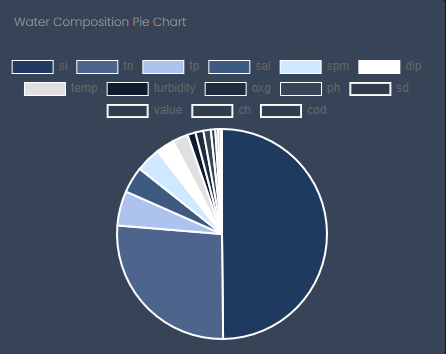 Water Composition Pie Chart
si tn tp sal spm dip
temp turbidity oxg ph sd
value ch cod